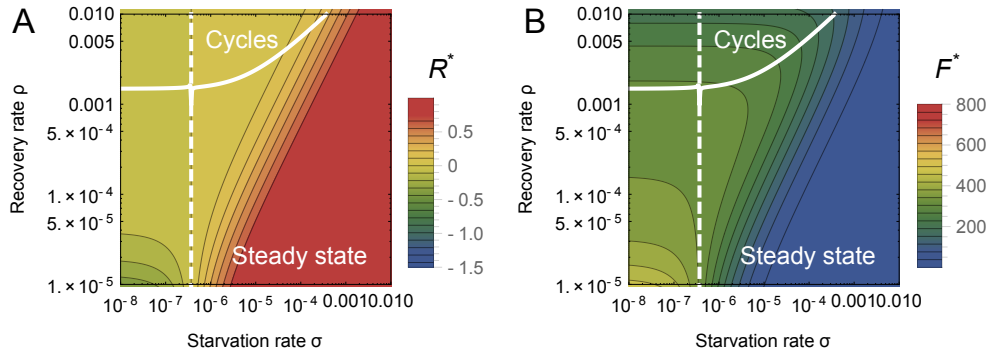 A
Recovery rate ρ
0.010
0.005
0.001
5. × 10⁻⁴
1. × 10⁻⁴
5. × 10⁻⁵
1. × 10⁻⁵
Cycles
Steady state
10⁻⁸ 10⁻⁷ 10⁻⁶ 10⁻⁵ 10⁻⁴ 0.001 0.010
Starvation rate σ
R*
0.5
0
- 0.5
- 1.0
- 1.5
B
Recovery rate ρ
0.010
0.005
0.001
5. × 10⁻⁴
1. × 10⁻⁴
5. × 10⁻⁵
1. × 10⁻⁵
Cycles
Steady state
10⁻⁸ 10⁻⁷ 10⁻⁶ 10⁻⁵ 10⁻⁴ 0.001 0.010
Starvation rate σ
F*
800
600
400
200